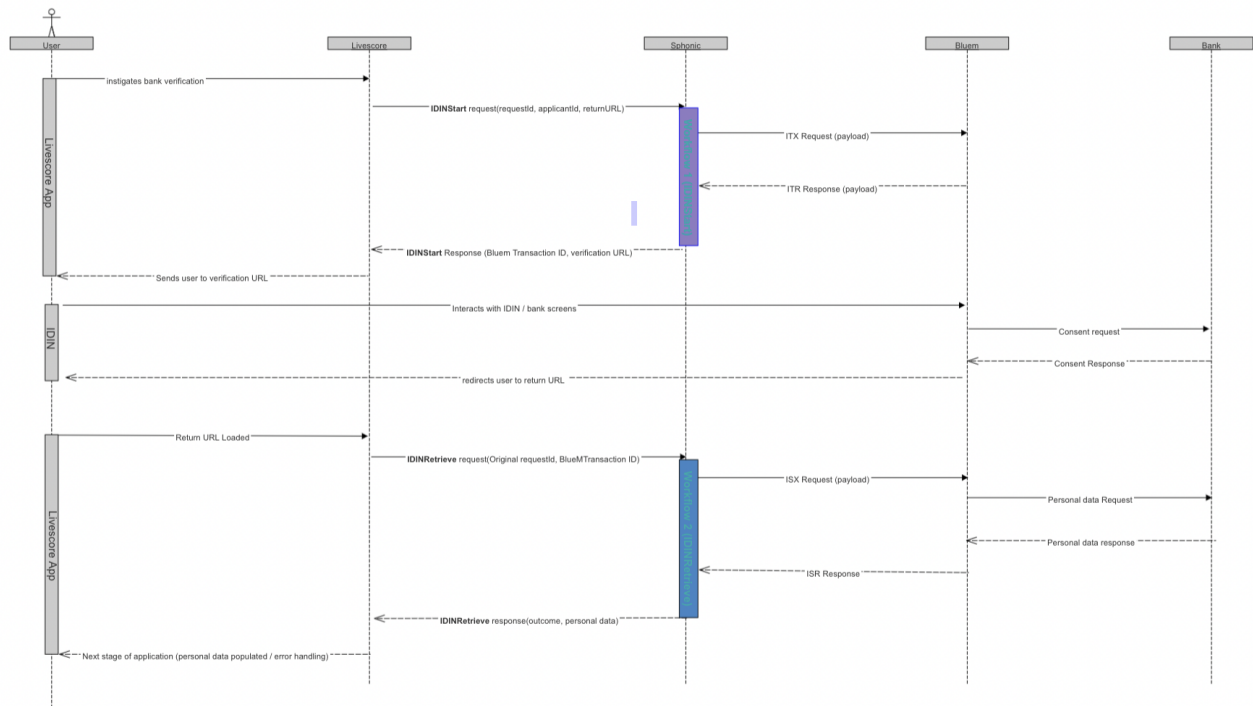 User
Livescore
Sphonic
Bluem
Bank
instigates bank verification
IDINStart request(requestId, applicantId, returnURL)
ITX Request (payload)
Livescore App
ITR Response (payload)
IDINStart Response (Bluem Transaction ID, verification URL)
Sends user to verification URL
Interacts with IDIN / bank screens
IDIN
Consent request
Consent Response
redirects user to return URL
Return URL Loaded
IDINRetrieve request(Original requestId, BlueMTransaction ID)
ISX Request (payload)
Personal data Request
Livescore App
Workflow 2 (IDINRetrieve)
Personal data response
ISR Response
IDINRetrieve response(outcome, personal data)
Next stage of application (personal data populated / error handling)